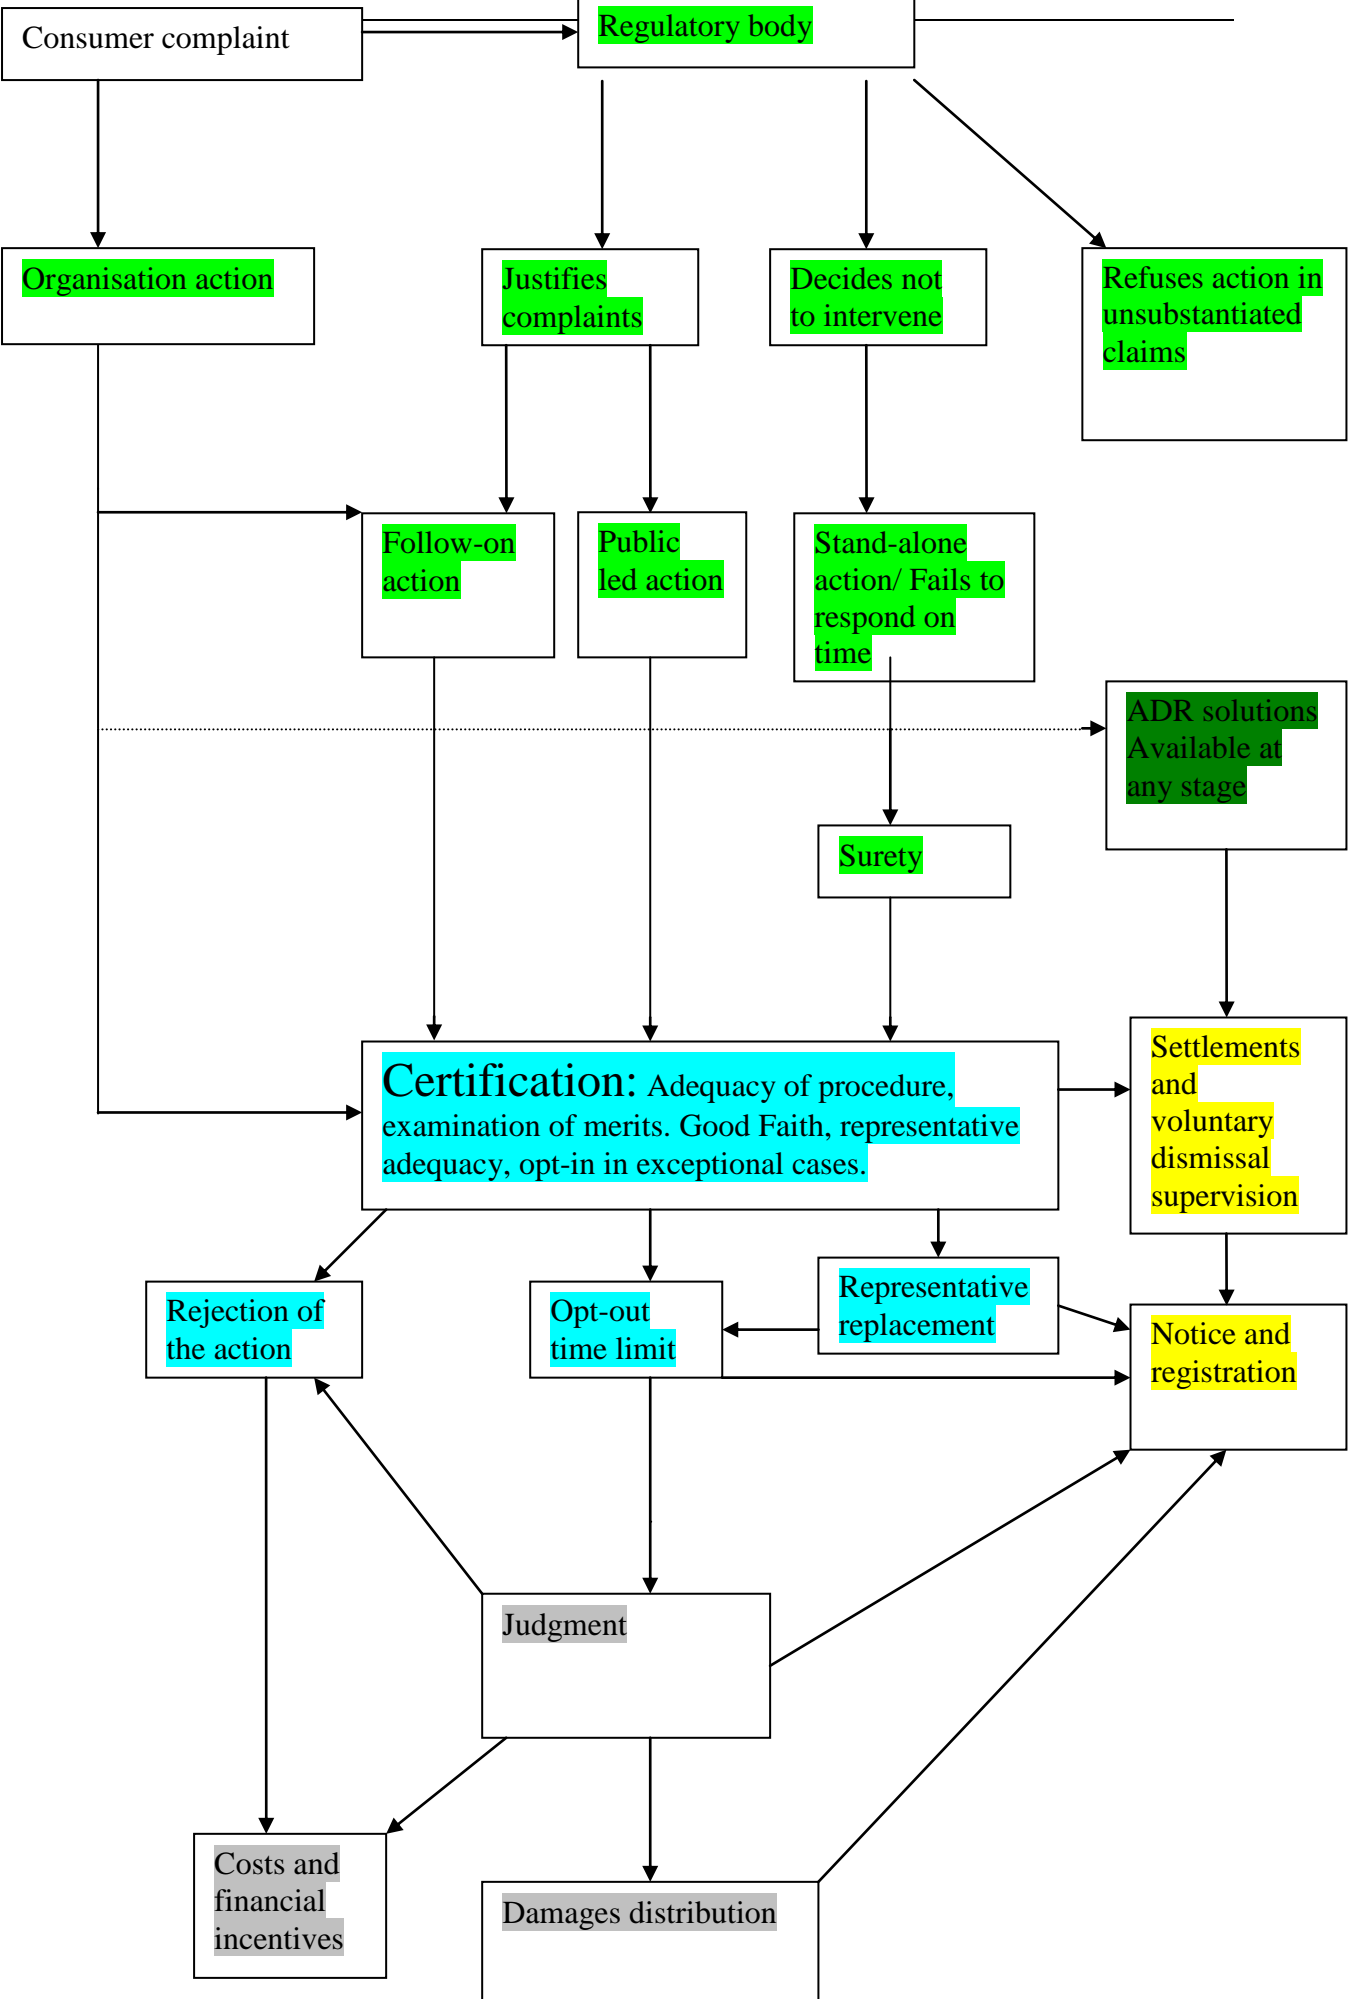 Consumer complaint
Regulatory body
Organisation action
Justifies
complaints
Decides not
to intervene
Refuses action in
unsubstantiated
claims
Follow-on
action
Public
led action
Stand-alone
action/ Fails to
respond on
time
ADR solutions
Available at
any stage
Surety
Certification: Adequacy of procedure,
examination of merits. Good Faith, representative
adequacy, opt-in in exceptional cases.
Settlements
and
voluntary
dismissal
supervision
Rejection of
the action
Opt-out
time limit
Representative
replacement
Notice and
registration
Judgment
Costs and
financial
incentives
Damages distribution